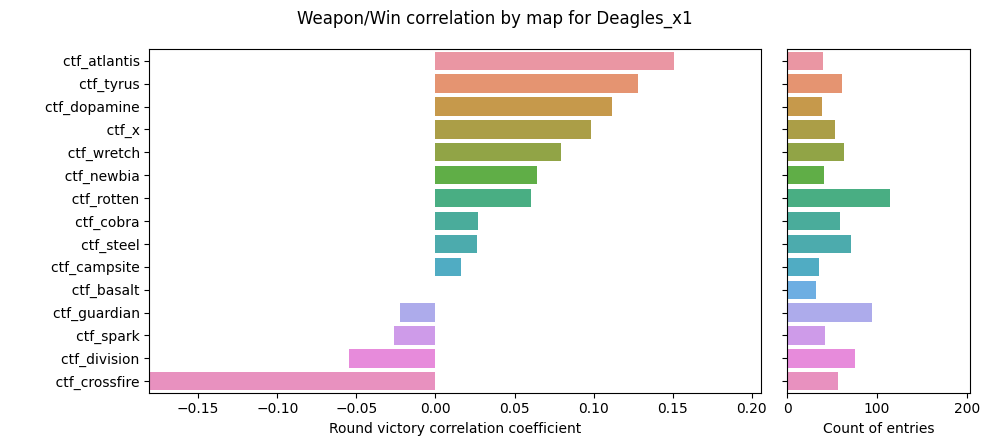 Weapon/Win correlation by map for Deagles_x1
ctf_atlantis
ctf_tyrus
ctf_dopamine
ctf_x
ctf_wretch
ctf_newbia
ctf_rotten
ctf_cobra
ctf_steel
ctf_campsite
ctf_basalt
ctf_guardian
ctf_spark
ctf_division
ctf_crossfire
−0.15 −0.10 −0.05 0.00 0.05 0.10 0.15 0.20
Round victory correlation coefficient
0 100 200
Count of entries